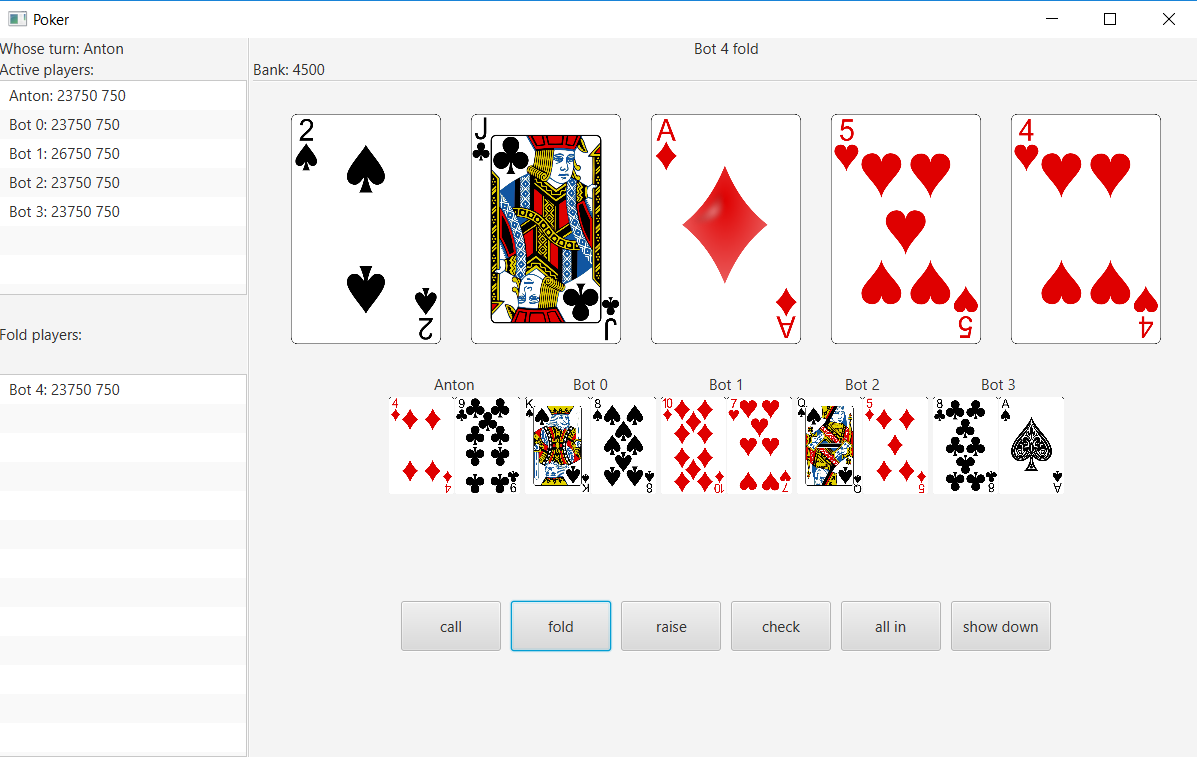 Poker
Whose turn: Anton
Active players:
Anton: 23750 750
Bot 0: 23750 750
Bot 1: 26750 750
Bot 2: 23750 750
Bot 3: 23750 750
Fold players:
Bot 4: 23750 750
Bot 4 fold
Bank: 4500
2 J A 5 4
2 J A 5 4
Anton Bot 0 Bot 1 Bot 2 Bot 3
4 9 K 8 10 7 Q 5 8 A
4 9 K 8 10 7 Q 5 8 A
call fold raise check all in show down